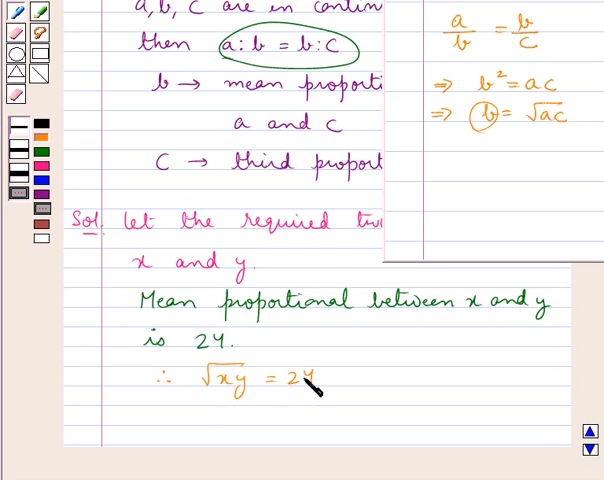 a, b, c are in contin
then a : b = b : c
b → mean proporti
a and c
c → third proport
Sol. Let the required two
x and y.
Mean proportional between x and y
is 24.
∴ √xy = 24
a/b = b/c
⇒ b² = ac
⇒ b = √ac